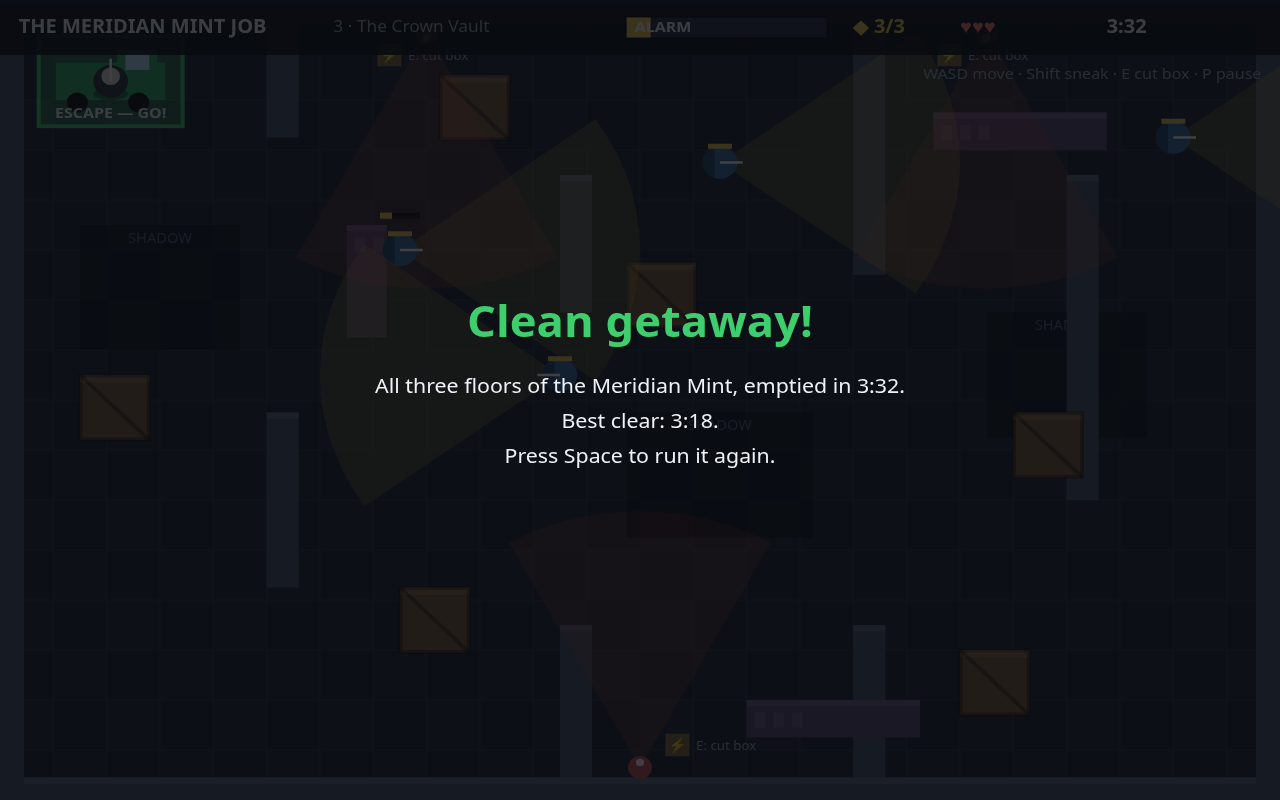 THE MERIDIAN MINT JOB
3 · The Crown Vault
ALARM
◆ 3/3
♥♥♥
3:32
E: cut box
E: cut box
WASD move · Shift sneak · E cut box · P pause
ESCAPE — GO!
SHADOW
SHA
Clean getaway!
All three floors of the Meridian Mint, emptied in 3:32.
Best clear: 3:18.
DOW
Press Space to run it again.
E: cut box